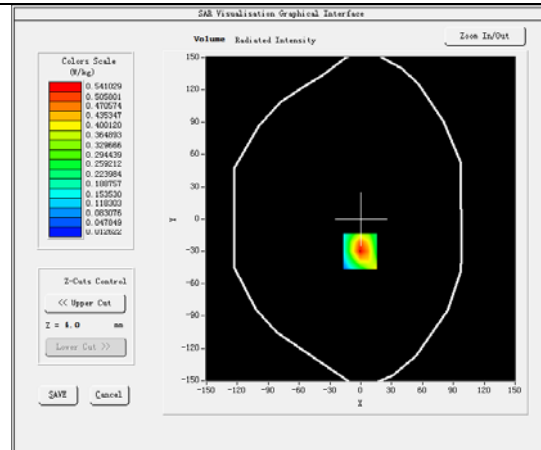 SAR Visualisation Graphical Interface
Volume Radiated Intensity
Zoom In/Out
Colors Scale
(W/kg)
0.541029
0.505801
0.470574
0.435347
0.400120
0.364893
0.329666
0.294439
0.259212
0.223984
0.188757
0.153530
0.118303
0.083076
0.047849
0.012622
Z-Cuts Control
<< Upper Cut
Z = 4.0 mm
Lower Cut >>
SAVE
Cancel
150
120
90
60
30
0
-30
-60
-90
-120
-150
Y
-150 -120 -90 -60 -30 0 30 60 90 120 150
X